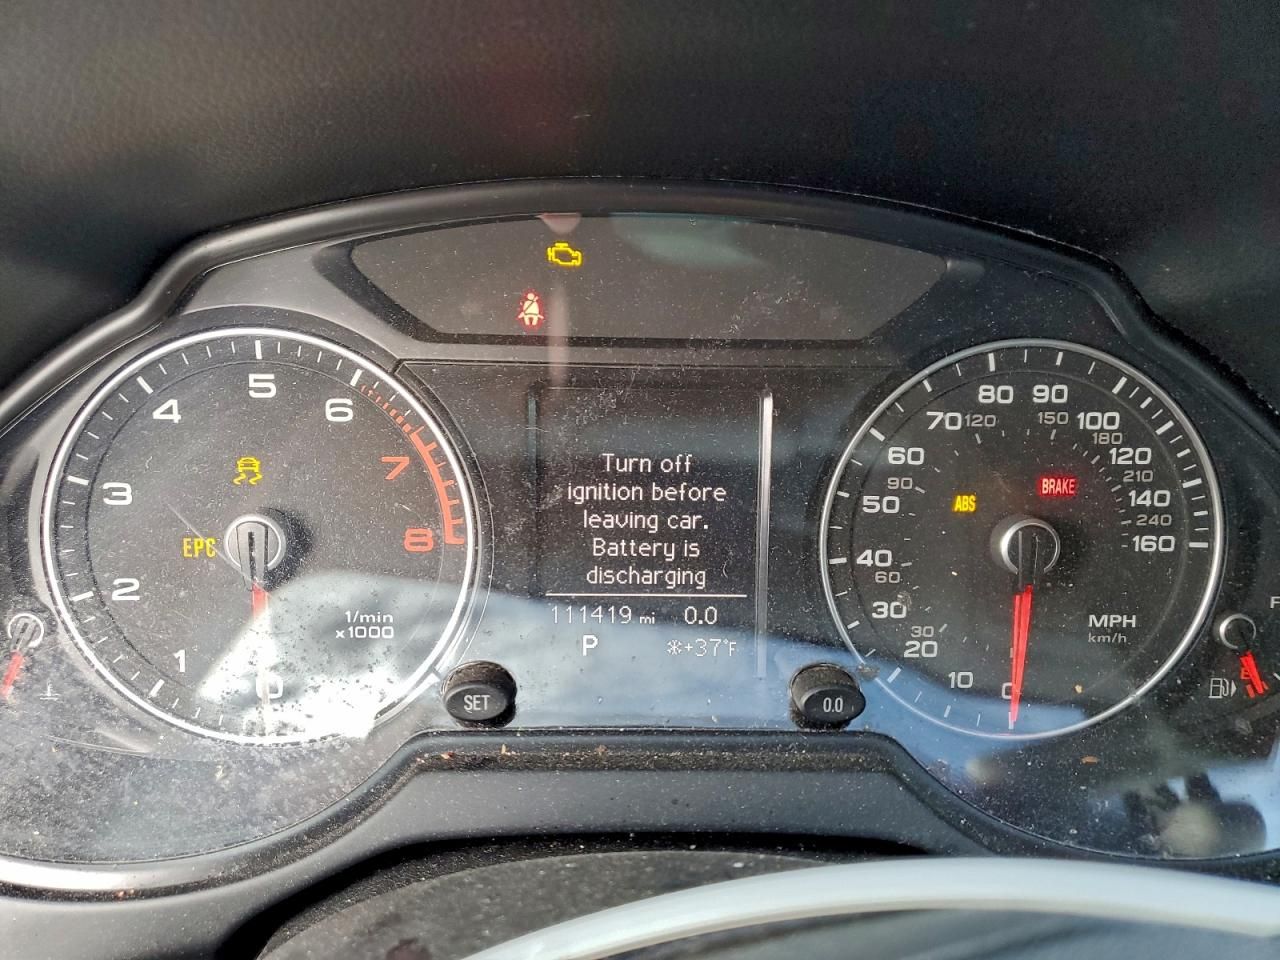 5
4
6
3
7
2
8
1
0
EPC
1/min
x1000
Turn off
ignition before
leaving car.
Battery is
discharging
111419 mi 0.0
P ❄+37°F
SET
0.0
80 90
70 120 150 100
60 180 120
90 210
50 140
240
40 160
60
30
30
20
10
0
ABS
BRAKE
MPH
km/h
F